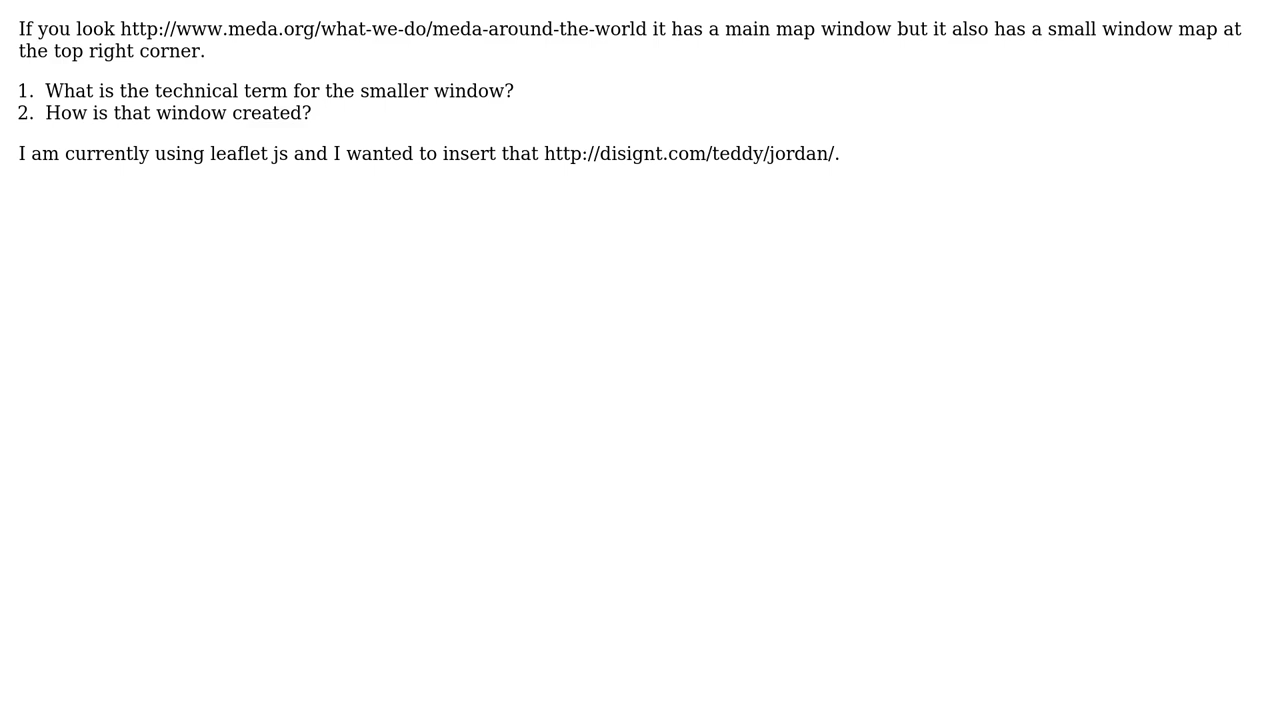 If you look http://www.meda.org/what-we-do/meda-around-the-world it has a main map window but it also has a small window map at
the top right corner.
1. What is the technical term for the smaller window?
2. How is that window created?
I am currently using leaflet js and I wanted to insert that http://disignt.com/teddy/jordan/.